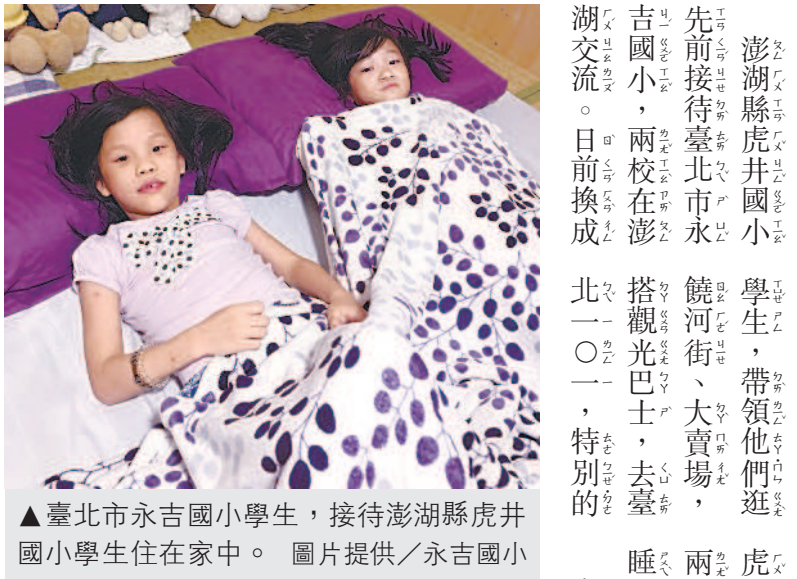 澎湖縣虎井國小
先前接待臺北市永
吉國小，兩校在澎
湖交流。日前換成
學生，帶領他們逛
饒河街、大賣場，
搭觀光巴士，去臺
北一〇一，特別的
虎
兩
睡
▲臺北市永吉國小學生，接待澎湖縣虎井
國小學生住在家中。 圖片提供／永吉國小